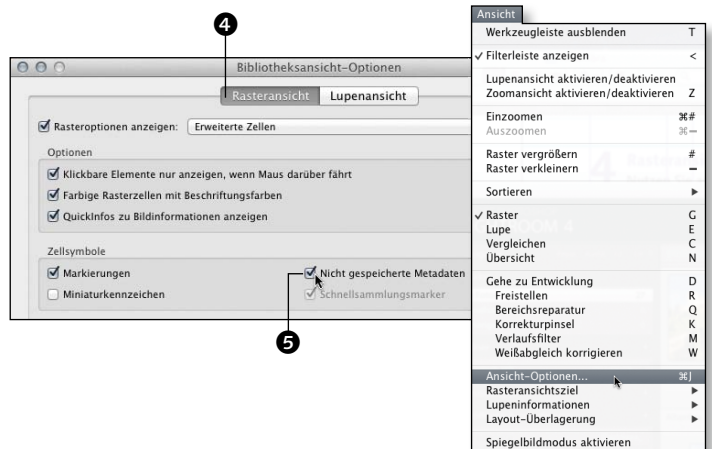 4
Bibliotheksansicht-Optionen
Rasteransicht Lupenansicht
Rasteroptionen anzeigen: Erweiterte Zellen
Optionen
Klickbare Elemente nur anzeigen, wenn Maus darüber fährt
Farbige Rasterzellen mit Beschriftungsfarben
QuickInfos zu Bildinformationen anzeigen
Zellsymbole
Markierungen Nicht gespeicherte Metadaten
Miniaturkennzeichen Schnellsammlungsmarker
5
Ansicht
Werkzeugleiste ausblenden T
✓ Filterleiste anzeigen <
Lupenansicht aktivieren/deaktivieren
Zoomansicht aktivieren/deaktivieren Z
Einzoomen ⌘#
Auszoomen ⌘−
Raster vergrößern #
Raster verkleinern −
Sortieren ▶
✓ Raster G
Lupe E
Vergleichen C
Übersicht N
Gehe zu Entwicklung D
Freistellen R
Bereichsreparatur Q
Korrekturpinsel K
Verlaufsfilter M
Weißabgleich korrigieren W
Ansicht-Optionen... ⌘J
Rasteransichtsziel ▶
Lupeninformationen ▶
Layout-Überlagerung ▶
Spiegelbildmodus aktivieren